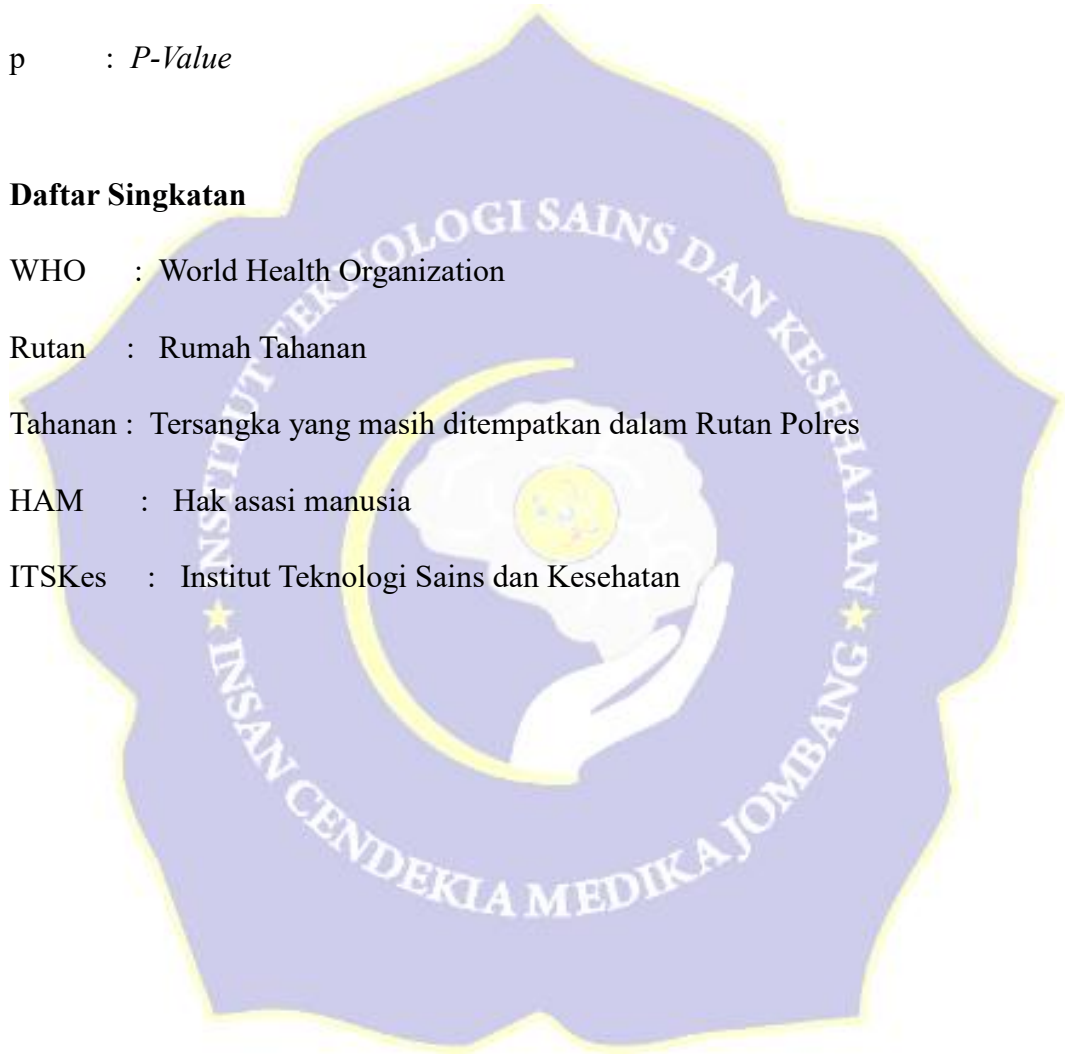 p : P-Value
Daftar Singkatan
WHO : World Health Organization
Rutan : Rumah Tahanan
Tahanan : Tersangka yang masih ditempatkan dalam Rutan Polres
HAM : Hak asasi manusia
ITSKes : Institut Teknologi Sains dan Kesehatan
INSTITUT TEKNOLOGI SAINS DAN KESEHATAN
INSAN CENDEKIA MEDIKA JOMBANG